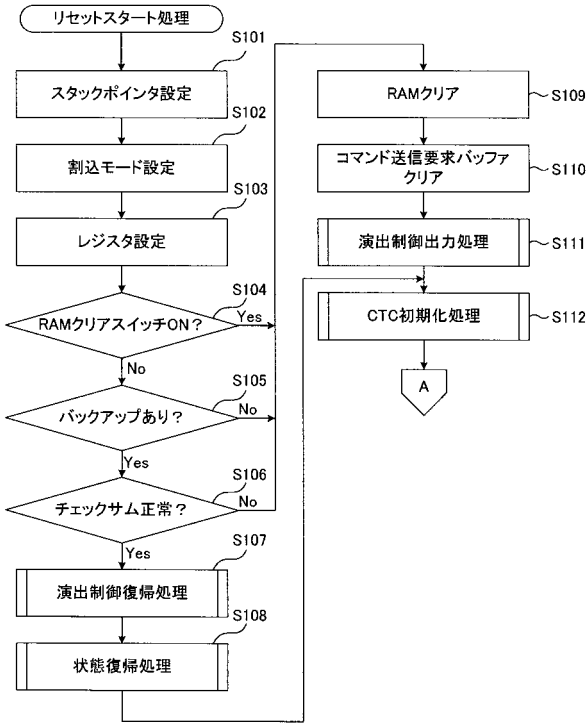 リセットスタート処理
S101
スタックポインタ設定
S102
割込モード設定
S103
レジスタ設定
S104
RAMクリアスイッチON?
Yes
No
S105
バックアップあり?
No
Yes
S106
チェックサム正常?
No
Yes
S107
演出制御復帰処理
S108
状態復帰処理
RAMクリア
S109
コマンド送信要求バッファ
クリア
S110
演出制御出力処理
S111
CTC初期化処理
S112
A